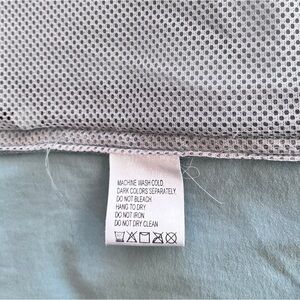 MACHINE WASH COLD,
DARK COLORS SEPARATELY,
DO NOT BLEACH
HANG TO DRY
DO NOT IRON
DO NOT DRY CLEAN